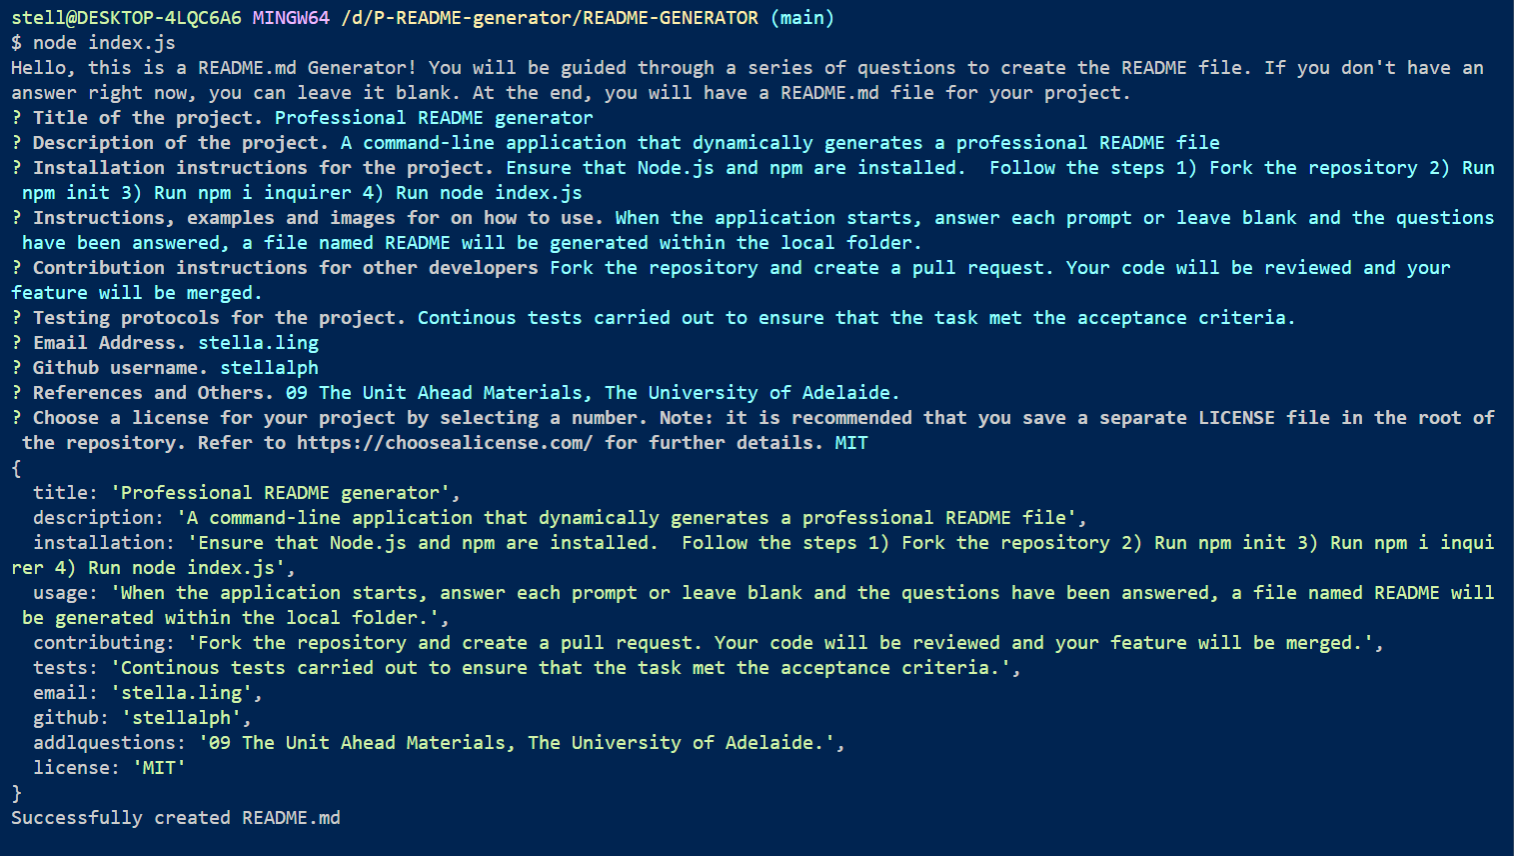 stell@DESKTOP-4LQC6A6 MINGW64 /d/P-README-generator/README-GENERATOR (main)
$ node index.js
Hello, this is a README.md Generator! You will be guided through a series of questions to create the README file. If you don't have an
answer right now, you can leave it blank. At the end, you will have a README.md file for your project.
? Title of the project. Professional README generator
? Description of the project. A command-line application that dynamically generates a professional README file
? Installation instructions for the project. Ensure that Node.js and npm are installed.  Follow the steps 1) Fork the repository 2) Run
 npm init 3) Run npm i inquirer 4) Run node index.js
? Instructions, examples and images for on how to use. When the application starts, answer each prompt or leave blank and the questions
 have been answered, a file named README will be generated within the local folder.
? Contribution instructions for other developers Fork the repository and create a pull request. Your code will be reviewed and your
feature will be merged.
? Testing protocols for the project. Continous tests carried out to ensure that the task met the acceptance criteria.
? Email Address. stella.ling
? Github username. stellalph
? References and Others. 09 The Unit Ahead Materials, The University of Adelaide.
? Choose a license for your project by selecting a number. Note: it is recommended that you save a separate LICENSE file in the root of
 the repository. Refer to https://choosealicense.com/ for further details. MIT
{
  title: 'Professional README generator',
  description: 'A command-line application that dynamically generates a professional README file',
  installation: 'Ensure that Node.js and npm are installed.  Follow the steps 1) Fork the repository 2) Run npm init 3) Run npm i inqui
rer 4) Run node index.js',
  usage: 'When the application starts, answer each prompt or leave blank and the questions have been answered, a file named README will
 be generated within the local folder.',
  contributing: 'Fork the repository and create a pull request. Your code will be reviewed and your feature will be merged.',
  tests: 'Continous tests carried out to ensure that the task met the acceptance criteria.',
  email: 'stella.ling',
  github: 'stellalph',
  addlquestions: '09 The Unit Ahead Materials, The University of Adelaide.',
  license: 'MIT'
}
Successfully created README.md